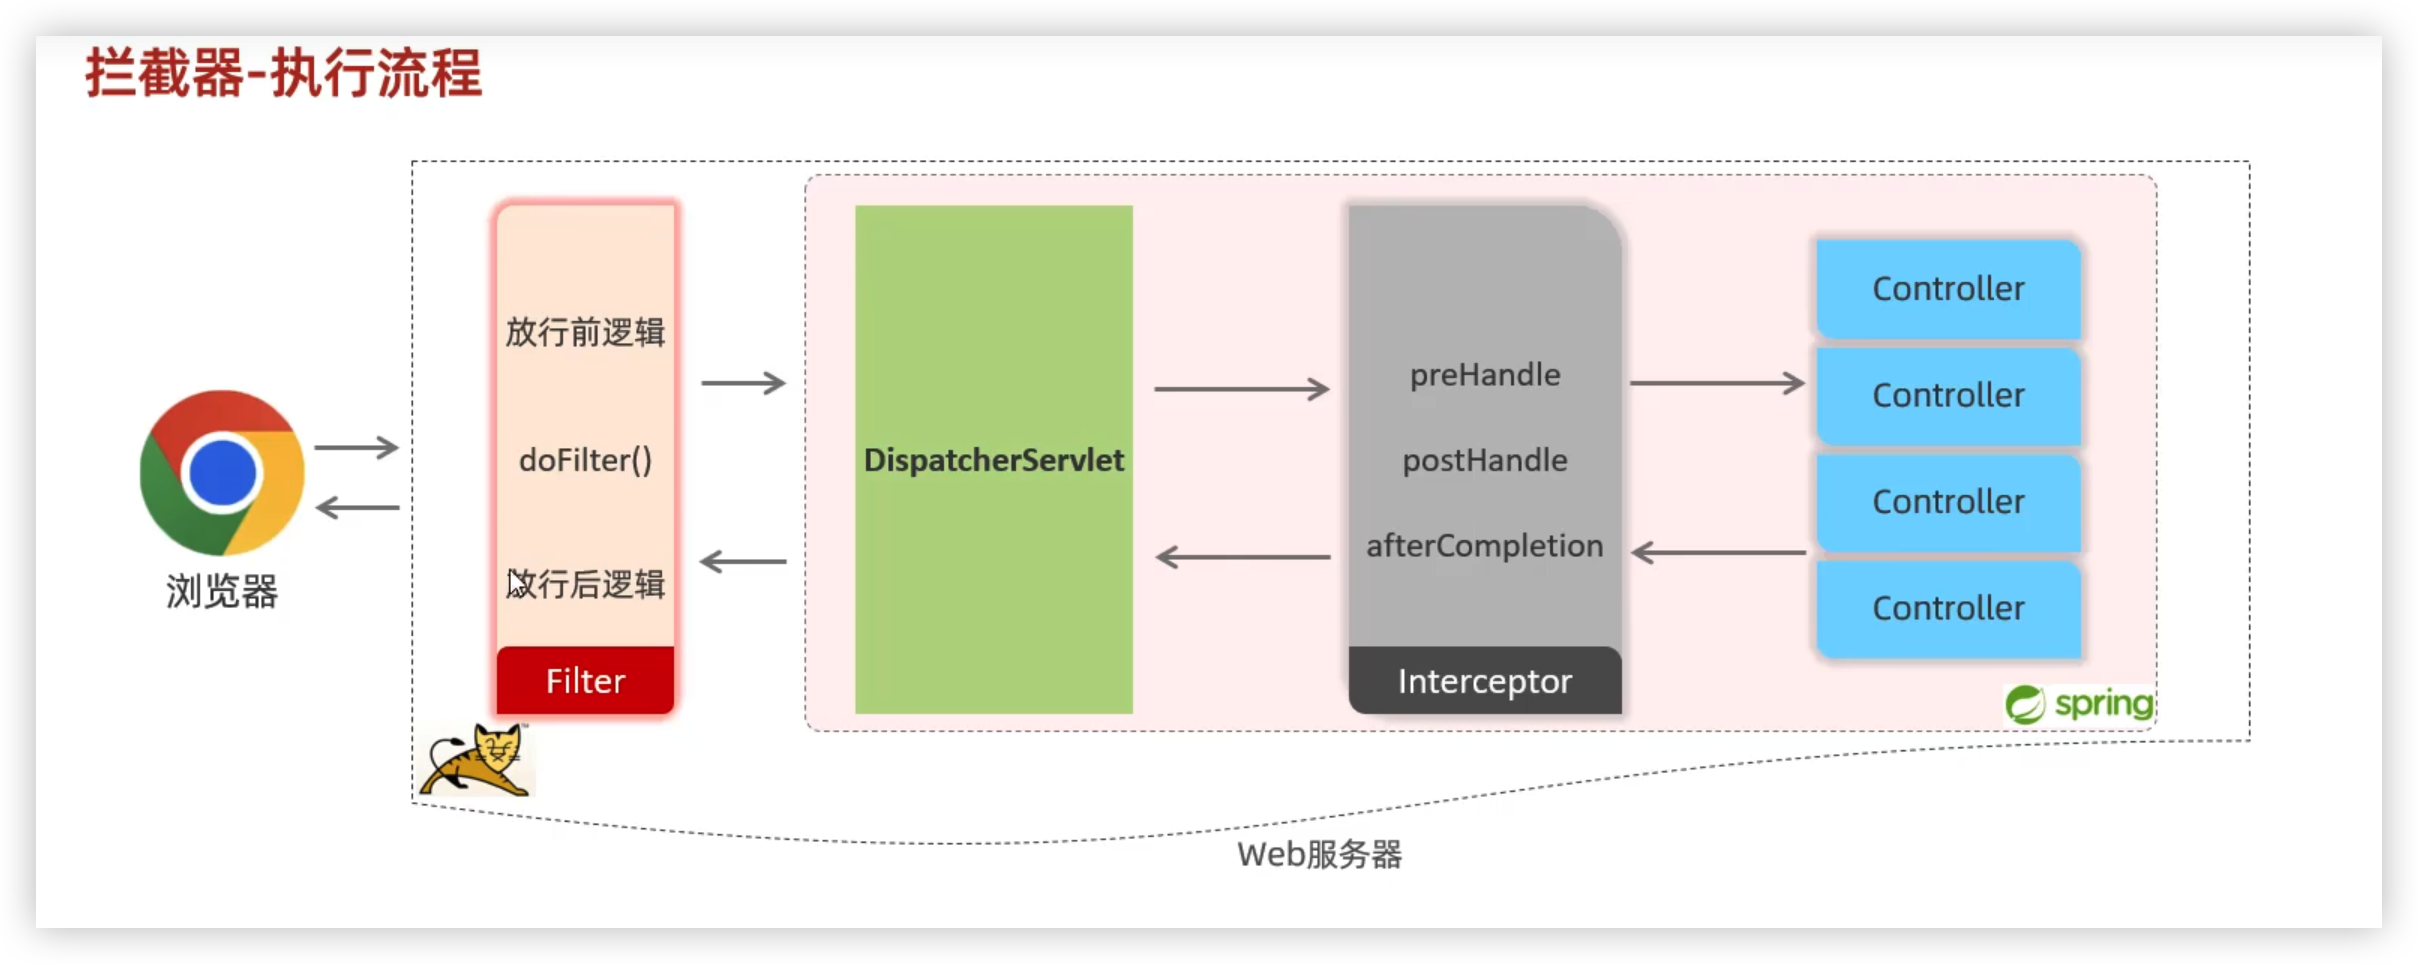 拦截器-执行流程
浏览器
放行前逻辑
doFilter()
放行后逻辑
Filter
DispatcherServlet
preHandle
postHandle
afterCompletion
Interceptor
Controller
Controller
Controller
Controller
spring
Web服务器